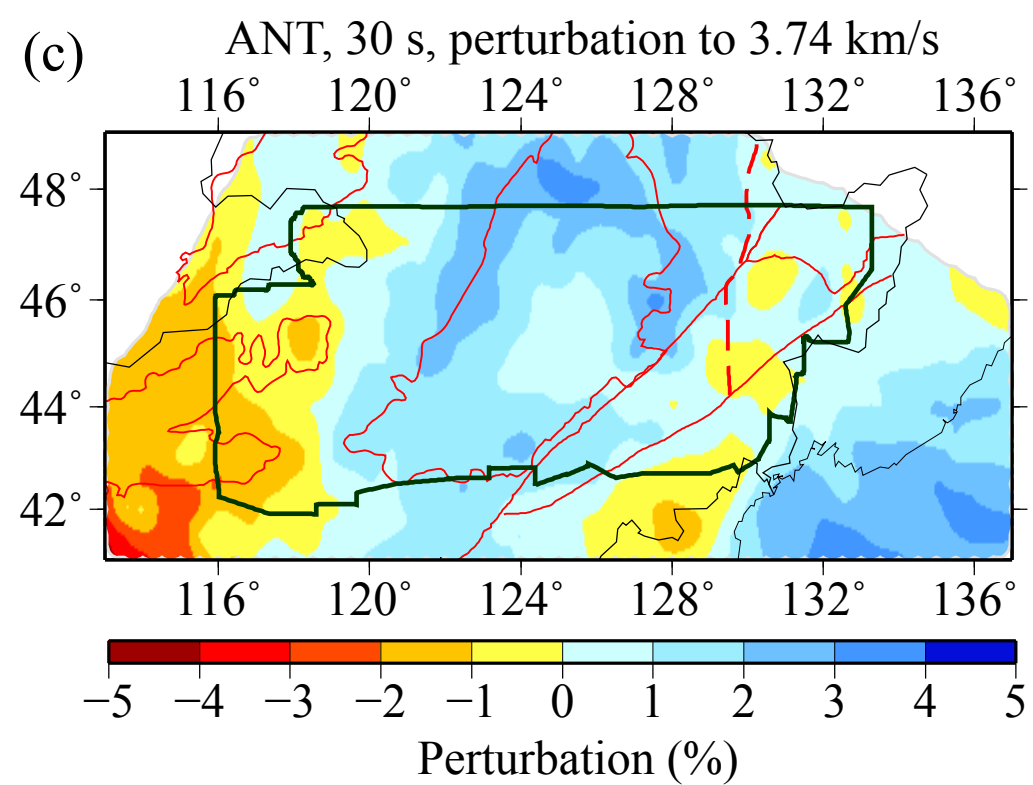 (c)
ANT, 30 s, perturbation to 3.74 km/s
116˚ 120˚ 124˚ 128˚ 132˚ 136˚
48˚
46˚
44˚
42˚
116˚ 120˚ 124˚ 128˚ 132˚ 136˚
−5 −4 −3 −2 −1 0 1 2 3 4 5
Perturbation (%)